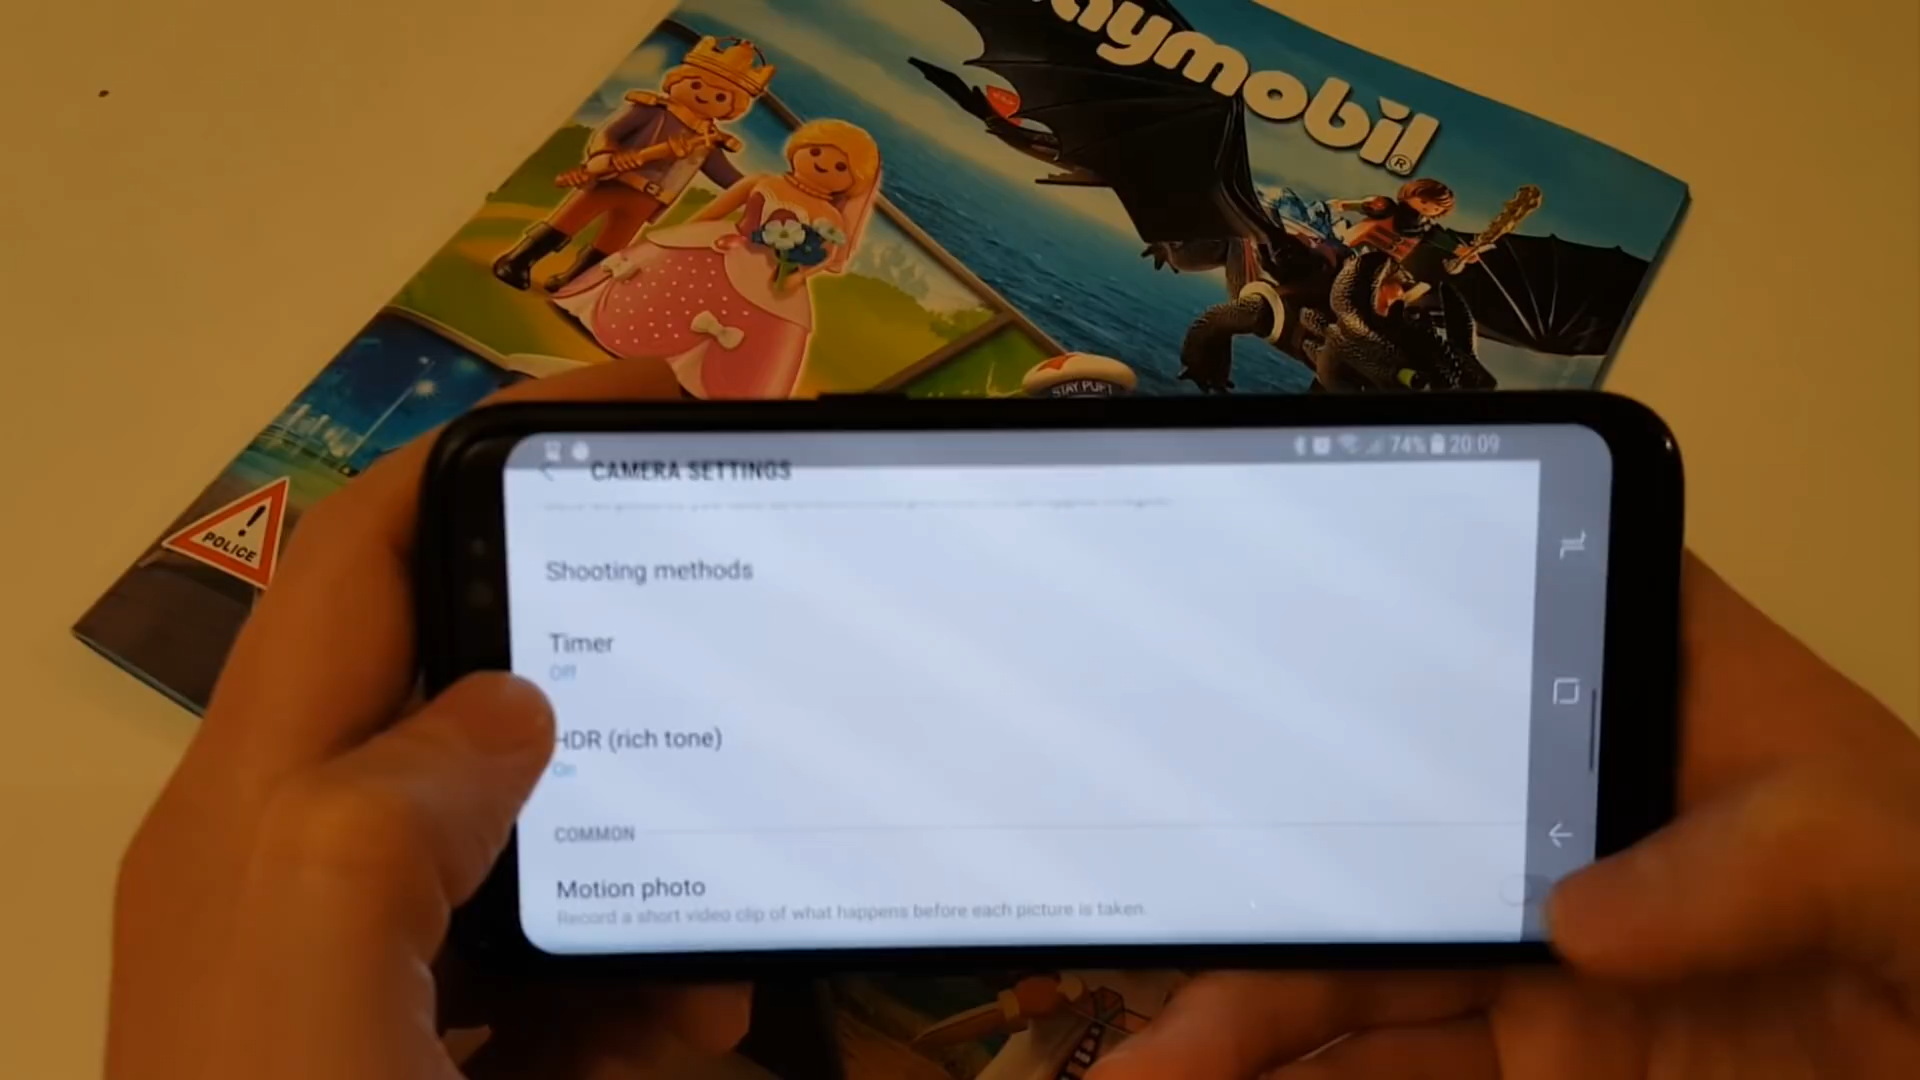 aymobil
®
STAY PUFT
POLICE
74% 20:09
CAMERA SETTINGS
Shooting methods
Timer
Off
HDR (rich tone)
On
COMMON
Motion photo
Record a short video clip of what happens before each picture is taken.